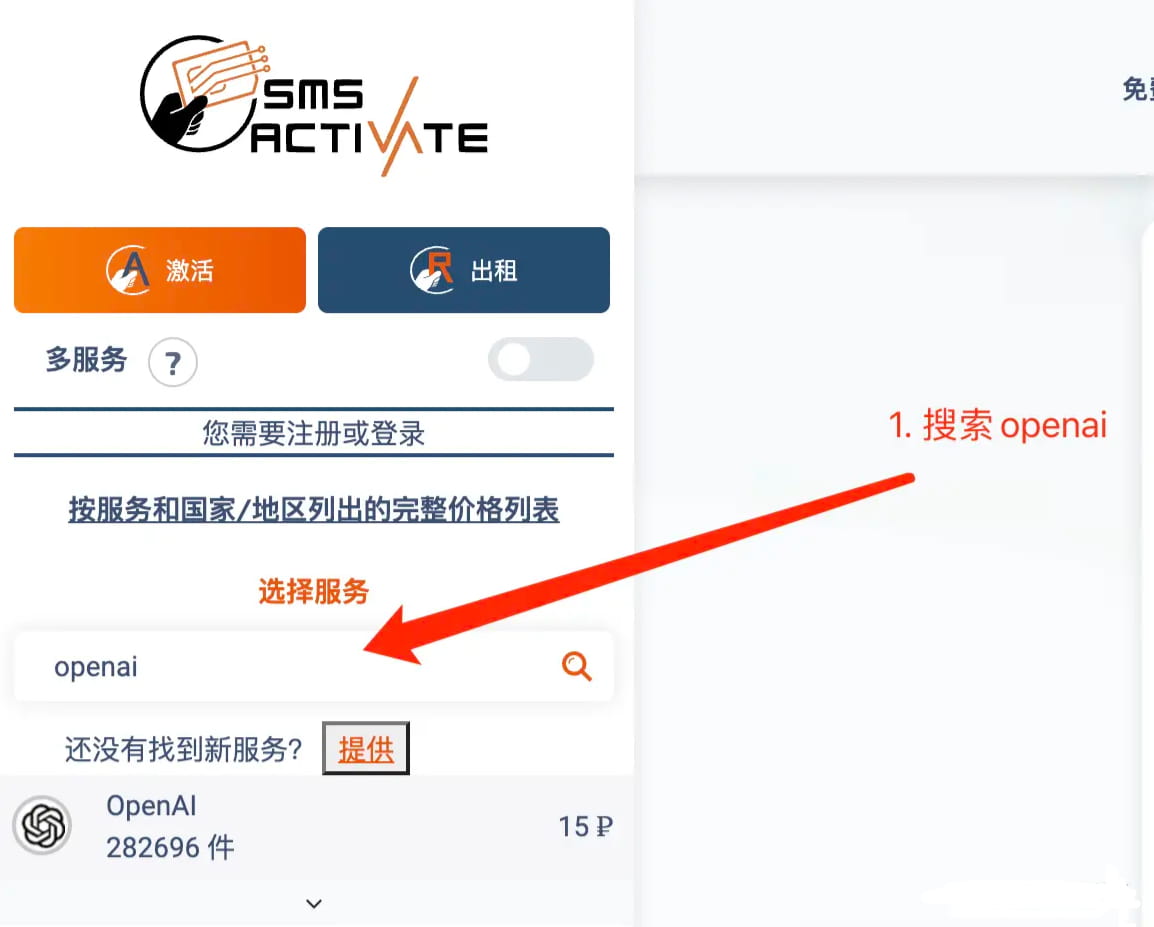 SMS
ACTIVATE
免费
激活
出租
多服务 ?
您需要注册或登录
1. 搜索 openai
按服务和国家/地区列出的完整价格列表
选择服务
openai
还没有找到新服务? 提供
OpenAI
282696 件
15 ₽